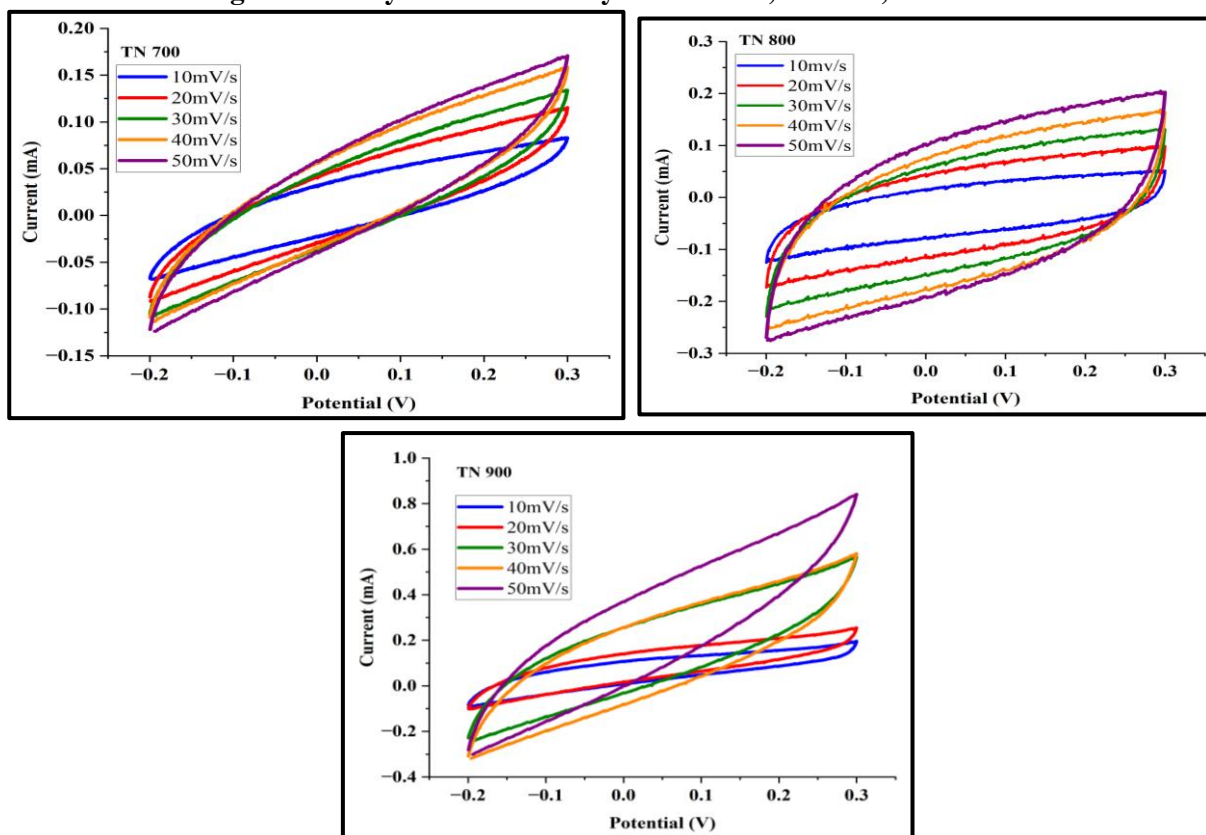 TN 700
10mV/s
20mV/s
30mV/s
40mV/s
50mV/s
0.20
0.15
0.10
0.05
0.00
−0.05
−0.10
−0.15
Current (mA)
−0.2 −0.1 0.0 0.1 0.2 0.3
Potential (V)
TN 800
10mv/s
20mV/s
30mV/s
40mV/s
50mV/s
0.3
0.2
0.1
0.0
−0.1
−0.2
−0.3
Current (mA)
−0.2 −0.1 0.0 0.1 0.2 0.3
Potential (V)
TN 900
10mV/s
20mV/s
30mV/s
40mV/s
50mV/s
1.0
0.8
0.6
0.4
0.2
0.0
−0.2
−0.4
Current (mA)
−0.2 −0.1 0.0 0.1 0.2 0.3
Potential (V)